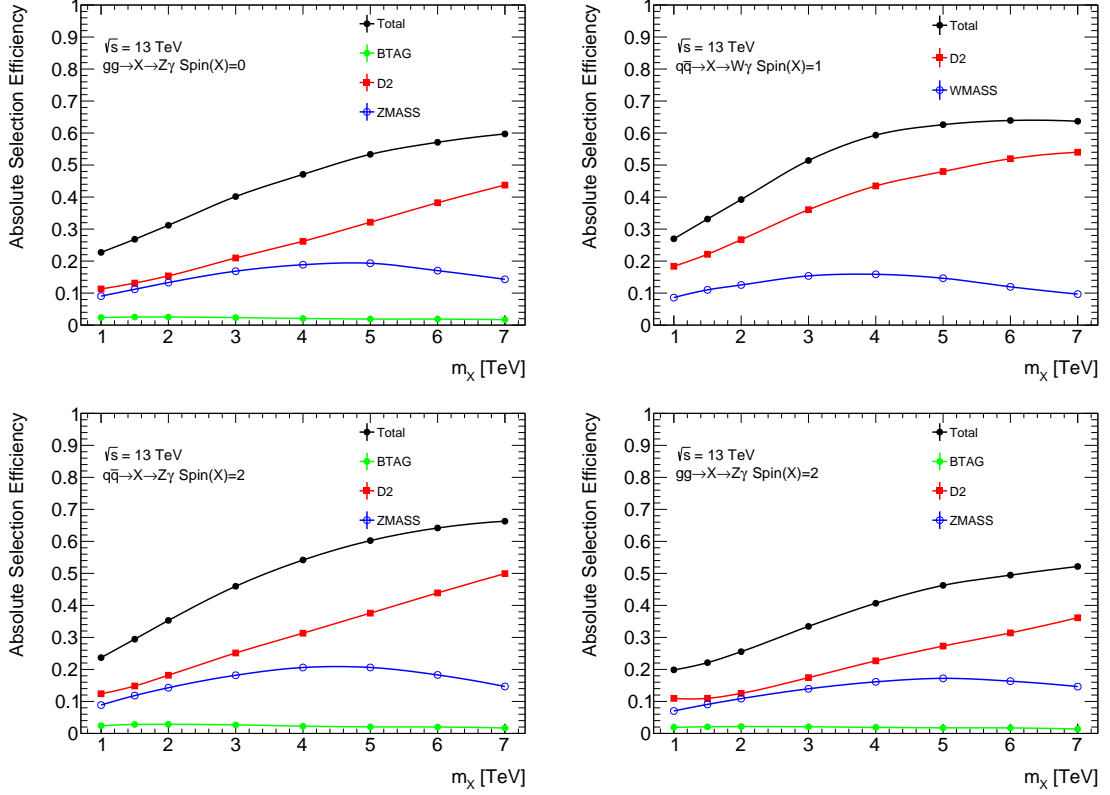 Absolute Selection Efficiency
1
0.9
0.8
0.7
0.6
0.5
0.4
0.3
0.2
0.1
0
√s = 13 TeV
gg→X→Zγ Spin(X)=0
Total
BTAG
D2
ZMASS
1 2 3 4 5 6 7
m_X [TeV]
Absolute Selection Efficiency
1
0.9
0.8
0.7
0.6
0.5
0.4
0.3
0.2
0.1
0
√s = 13 TeV
qq̅→X→Wγ Spin(X)=1
Total
D2
WMASS
1 2 3 4 5 6 7
m_X [TeV]
Absolute Selection Efficiency
1
0.9
0.8
0.7
0.6
0.5
0.4
0.3
0.2
0.1
0
√s = 13 TeV
qq̅→X→Zγ Spin(X)=2
Total
BTAG
D2
ZMASS
1 2 3 4 5 6 7
m_X [TeV]
Absolute Selection Efficiency
1
0.9
0.8
0.7
0.6
0.5
0.4
0.3
0.2
0.1
0
√s = 13 TeV
gg→X→Zγ Spin(X)=2
Total
BTAG
D2
ZMASS
1 2 3 4 5 6 7
m_X [TeV]